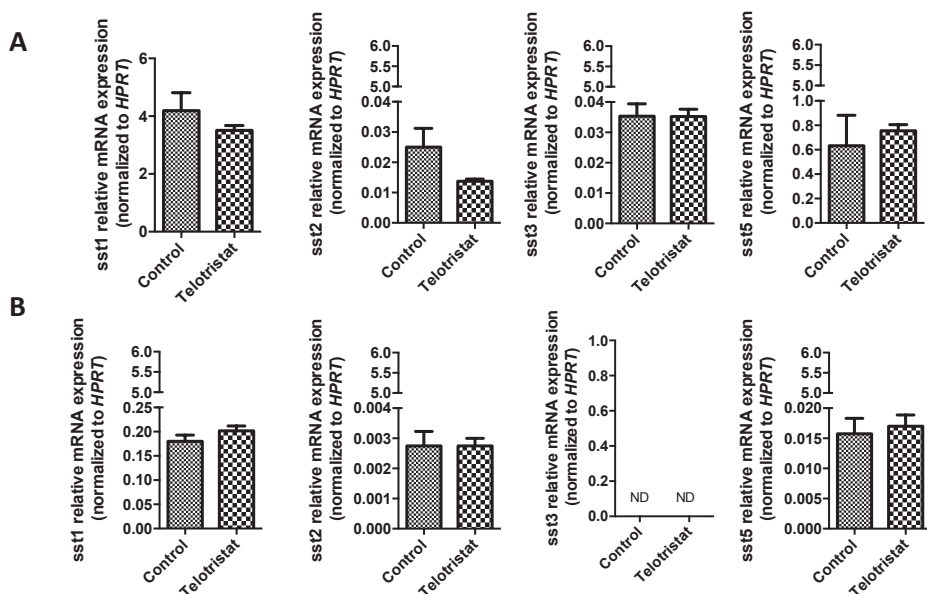 A
sst1 relative mRNA expression
(normalized to HPRT)
6
4
2
0
Control
Telotristat
sst2 relative mRNA expression
(normalized to HPRT)
6.0
5.5
5.0
0.04
0.03
0.02
0.01
0.00
Control
Telotristat
sst3 relative mRNA expression
(normalized to HPRT)
6.0
5.5
5.0
0.04
0.03
0.02
0.01
0.00
Control
Telotristat
sst5 relative mRNA expression
(normalized to HPRT)
6.0
5.5
5.0
1.0
0.8
0.6
0.4
0.2
0.0
Control
Telotristat
B
sst1 relative mRNA expression
(normalized to HPRT)
6.0
5.5
5.0
0.25
0.20
0.15
0.10
0.05
0.00
Control
Telotristat
sst2 relative mRNA expression
(normalized to HPRT)
6.0
5.5
5.0
0.004
0.003
0.002
0.001
0.000
Control
Telotristat
sst3 relative mRNA expression
(normalized to HPRT)
1.0
0.8
0.6
0.4
0.2
0.0
ND ND
Control
Telotristat
sst5 relative mRNA expression
(normalized to HPRT)
6.0
5.5
5.0
0.020
0.015
0.010
0.005
0.000
Control
Telotristat